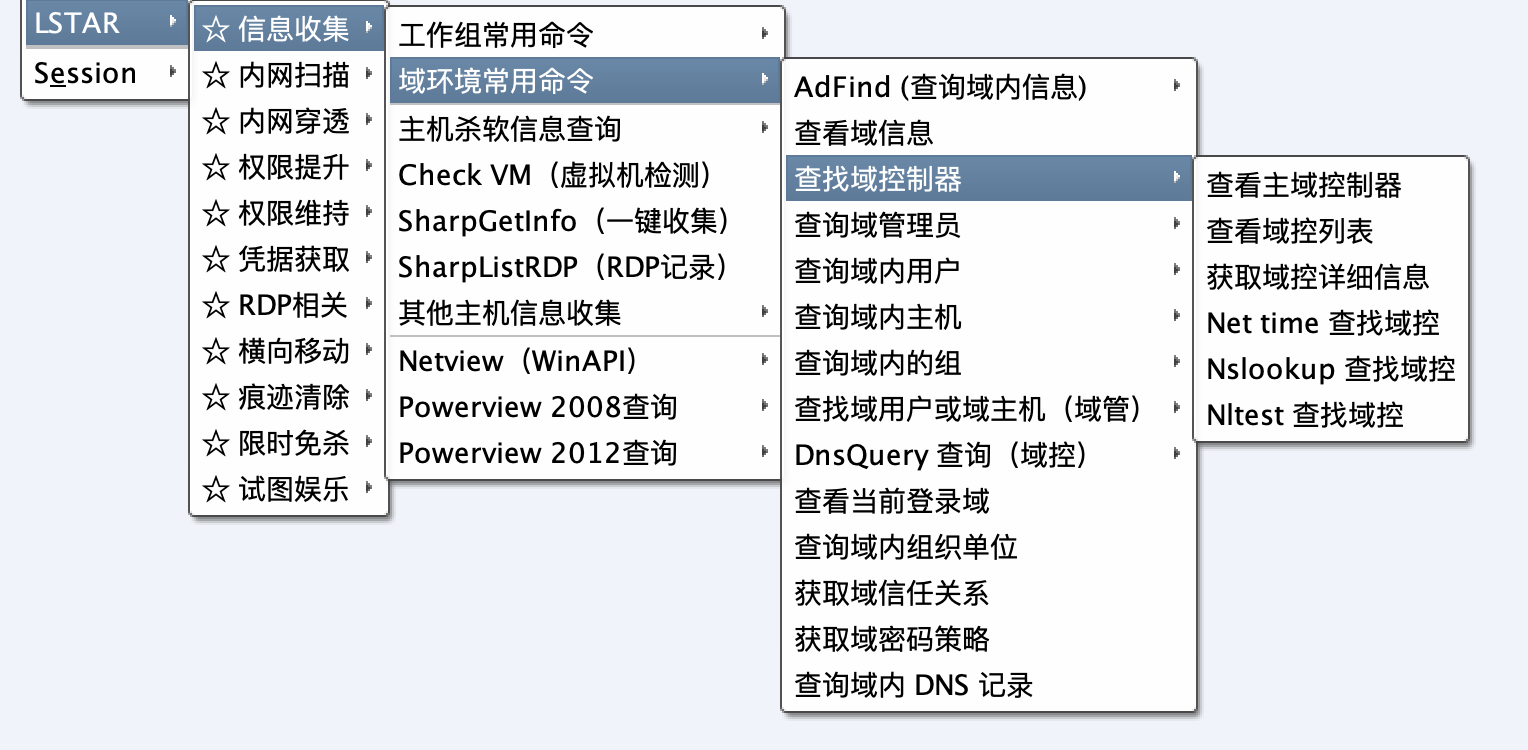 LSTAR
Session
☆ 信息收集
☆ 内网扫描
☆ 内网穿透
☆ 权限提升
☆ 权限维持
☆ 凭据获取
☆ RDP相关
☆ 横向移动
☆ 痕迹清除
☆ 限时免杀
☆ 试图娱乐
工作组常用命令
域环境常用命令
主机杀软信息查询
Check VM（虚拟机检测）
SharpGetInfo（一键收集）
SharpListRDP（RDP记录）
其他主机信息收集
Netview（WinAPI）
Powerview 2008查询
Powerview 2012查询
AdFind (查询域内信息)
查看域信息
查找域控制器
查询域管理员
查询域内用户
查询域内主机
查询域内的组
查找域用户或域主机（域管）
DnsQuery 查询（域控）
查看当前登录域
查询域内组织单位
获取域信任关系
获取域密码策略
查询域内 DNS 记录
查看主域控制器
查看域控列表
获取域控详细信息
Net time 查找域控
Nslookup 查找域控
Nltest 查找域控